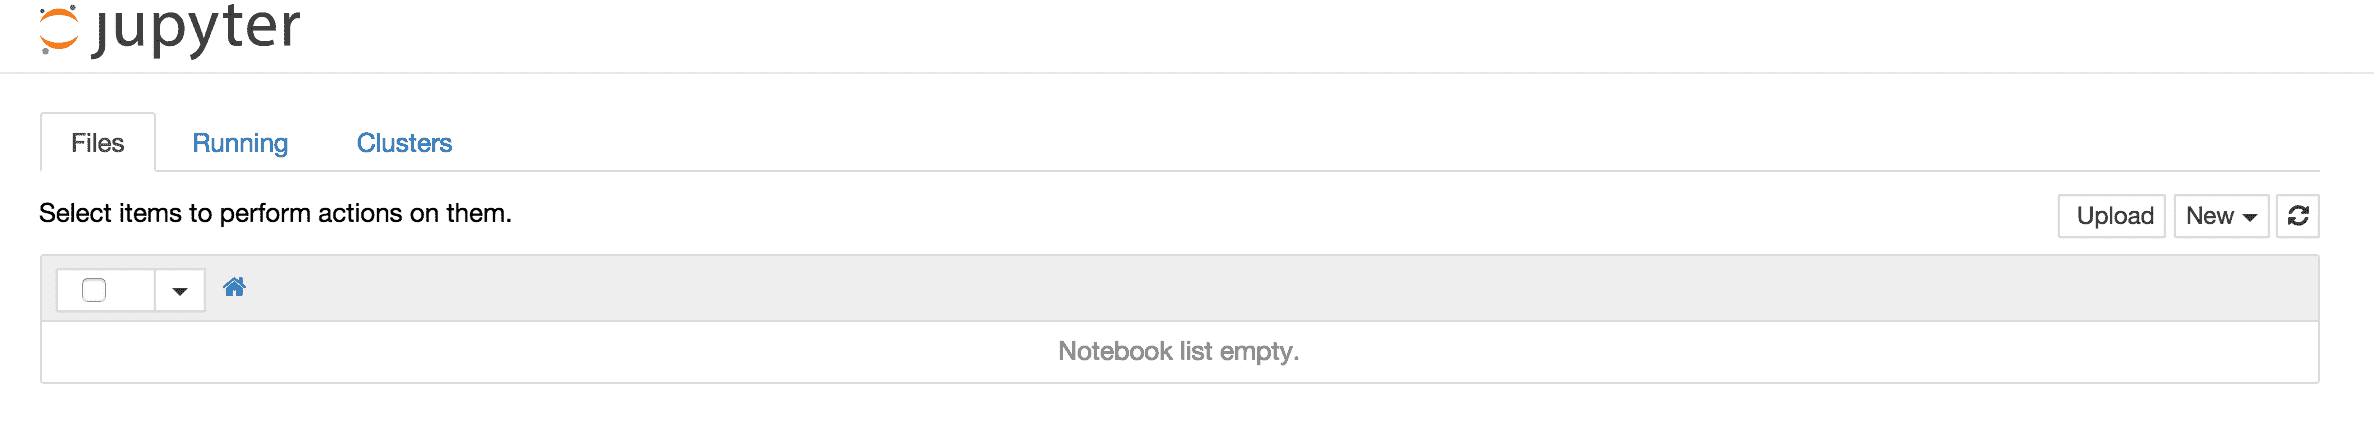 jupyter
Files Running Clusters
Select items to perform actions on them. Upload New
Notebook list empty.